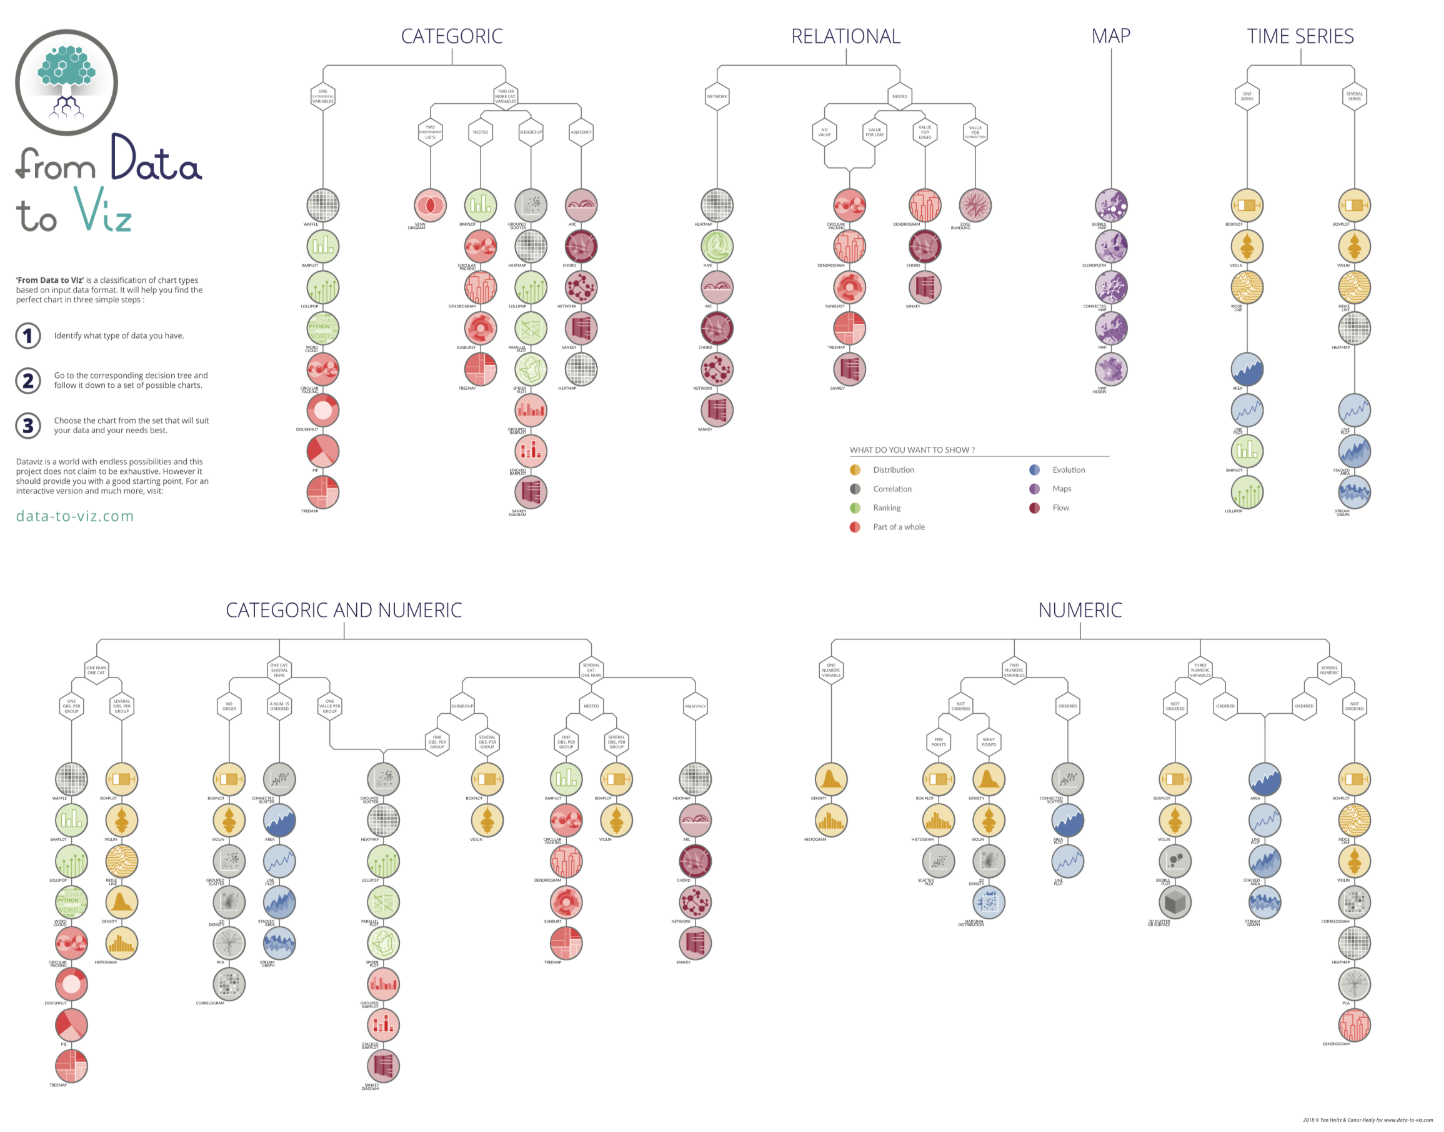 from Data
to Viz
'From Data to Viz' is a classification of chart types
based on input data format. It will help you find the
perfect chart in three simple steps :
1 Identify what type of data you have.
2 Go to the corresponding decision tree and
follow it down to a set of possible charts.
3 Choose the chart from the set that will suit
your data and your needs best.
Dataviz is a world with endless possibilities and this
project does not claim to be exhaustive. However it
should provide you with a good starting point. For an
interactive version and much more, visit:
data-to-viz.com
CATEGORIC
ONE
CATEGORICAL
VARIABLES
TWO OR
MORE CAT.
VARIABLES
TWO
INDEPENDENT
LISTS
NESTED
SUBGROUP
ADJACENCY
WAFFLE
BARPLOT
LOLLIPOP
PYTHON
WORD
WORD
CLOUD
CIRCULAR
PACKING
DOUGHNUT
PIE
TREEMAP
VENN
DIAGRAM
BARPLOT
CIRCULAR
PACKING
DENDROGRAM
SUNBURST
TREEMAP
GROUPED
SCATTER
HEATMAP
LOLLIPOP
PARALLEL
PLOT
SPIDER
PLOT
GROUPED
BARPLOT
STACKED
BARPLOT
SANKEY
DIAGRAM
ARC
CHORD
NETWORK
SANKEY
HEATMAP
RELATIONAL
NETWORK
NESTED
NO
VALUE
VALUE
FOR LEAF
VALUE
FOR
EDGES
VALUE
FOR
CONNECTION
HEATMAP
HIVE
ARC
CHORD
NETWORK
SANKEY
CIRCULAR
PACKING
DENDROGRAM
SUNBURST
TREEMAP
SANKEY
DENDROGRAM
CHORD
SANKEY
EDGE
BUNDLING
MAP
BUBBLE
MAP
CLOROPLETH
CONNECTED
MAP
MAP
MAP
HEXBIN
TIME SERIES
ONE
SERIES
SEVERAL
SERIES
BOXPLOT
VIOLIN
RIDGE
LINE
AREA
LINE
PLOT
BARPLOT
LOLLIPOP
BOXPLOT
VIOLIN
RIDGE
LINE
HEATMAP
LINE
PLOT
STACKED
AREA
STREAM
GRAPH
WHAT DO YOU WANT TO SHOW ?
Distribution
Correlation
Ranking
Part of a whole
Evolution
Maps
Flow
CATEGORIC AND NUMERIC
ONE NUM.
ONE CAT.
ONE CAT.
SEVERAL
NUM.
SEVERAL
CAT.
ONE NUM.
ONE
OBS. PER
GROUP
SEVERAL
OBS. PER
GROUP
NO
ORDER
A NUM. IS
ORDERED
ONE
VALUE PER
GROUP
SUBGROUP
NESTED
ADJACENCY
ONE
OBS. PER
GROUP
SEVERAL
OBS. PER
GROUP
ONE
OBS. PER
GROUP
SEVERAL
OBS. PER
GROUP
WAFFLE
BARPLOT
LOLLIPOP
PYTHON
WORD
WORD
CLOUD
CIRCULAR
PACKING
DOUGHNUT
PIE
TREEMAP
BOXPLOT
VIOLIN
RIDGE
LINE
DENSITY
HISTOGRAM
BOXPLOT
VIOLIN
GROUPED
SCATTER
2D
DENSITY
PCA
CORRELOGRAM
CONNECTED
SCATTER
AREA
LINE
PLOT
STACKED
AREA
STREAM
GRAPH
GROUPED
SCATTER
HEATMAP
LOLLIPOP
PARALLEL
PLOT
SPIDER
PLOT
GROUPED
BARPLOT
STACKED
BARPLOT
SANKEY
DIAGRAM
BOXPLOT
VIOLIN
BARPLOT
CIRCULAR
PACKING
DENDROGRAM
SUNBURST
TREEMAP
BOXPLOT
VIOLIN
HEATMAP
ARC
CHORD
NETWORK
SANKEY
NUMERIC
ONE
NUMERIC
VARIABLE
TWO
NUMERIC
VARIABLES
THREE
NUMERIC
VARIABLES
SEVERAL
NUMERIC
NOT
ORDERED
ORDERED
NOT
ORDERED
ORDERED
ORDERED
NOT
ORDERED
FEW
POINTS
MANY
POINTS
DENSITY
HISTOGRAM
BOX PLOT
HISTOGRAM
SCATTER
PLOT
DENSITY
VIOLIN
2D
DENSITY
MARGINAL
DISTRIBUTION
CONNECTED
SCATTER
AREA
PLOT
LINE
PLOT
BOXPLOT
VIOLIN
BUBBLE
PLOT
3D SCATTER
OR SURFACE
AREA
LINE
PLOT
STACKED
AREA
STREAM
GRAPH
BOXPLOT
RIDGE
LINE
VIOLIN
CORRELOGRAM
HEATMAP
PCA
DENDROGRAM
2018 © Yan Holtz & Conor Healy for www.data-to-viz.com